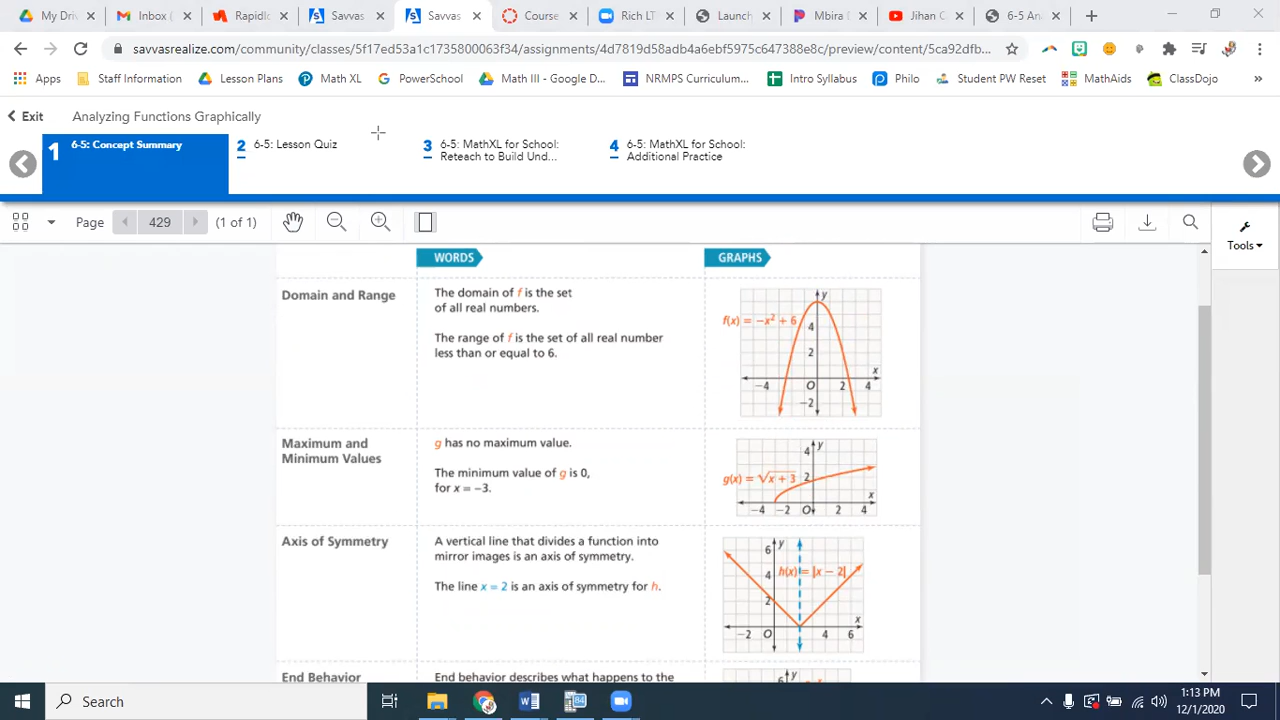 My Driv
Inbox (
RapidIc
Savvas
Savvas
Course
Rich LT
Launch
Mbira D
Jihan C
6-5 An
savvasrealize.com/community/classes/5f17ed53a1c1735800063f34/assignments/4d7819d58adb4a6ebf5975c647388e8c/preview/content/5ca92dfb...
Apps
Staff Information
Lesson Plans
Math XL
PowerSchool
Math III - Google D...
NRMPS Curriculum...
Intro Syllabus
Philo
Student PW Reset
MathAids
ClassDojo
Exit
Analyzing Functions Graphically
1 6-5: Concept Summary
2 6-5: Lesson Quiz
3 6-5: MathXL for School:
Reteach to Build Und...
4 6-5: MathXL for School:
Additional Practice
Page 429 (1 of 1)
Tools
WORDS
GRAPHS
Domain and Range
The domain of f is the set
of all real numbers.
The range of f is the set of all real number
less than or equal to 6.
f(x) = −x² + 6
y
4
2
x
−4
O
2
4
−2
Maximum and
Minimum Values
g has no maximum value.
The minimum value of g is 0,
for x = −3.
4
y
g(x) = √x + 3
2
x
−4
−2
O
2
4
Axis of Symmetry
A vertical line that divides a function into
mirror images is an axis of symmetry.
The line x = 2 is an axis of symmetry for h.
6
y
h(x) = |x − 2|
4
2
x
−2
O
4
6
End Behavior
End behavior describes what happens to the
6
y
Search
1:13 PM
12/1/2020